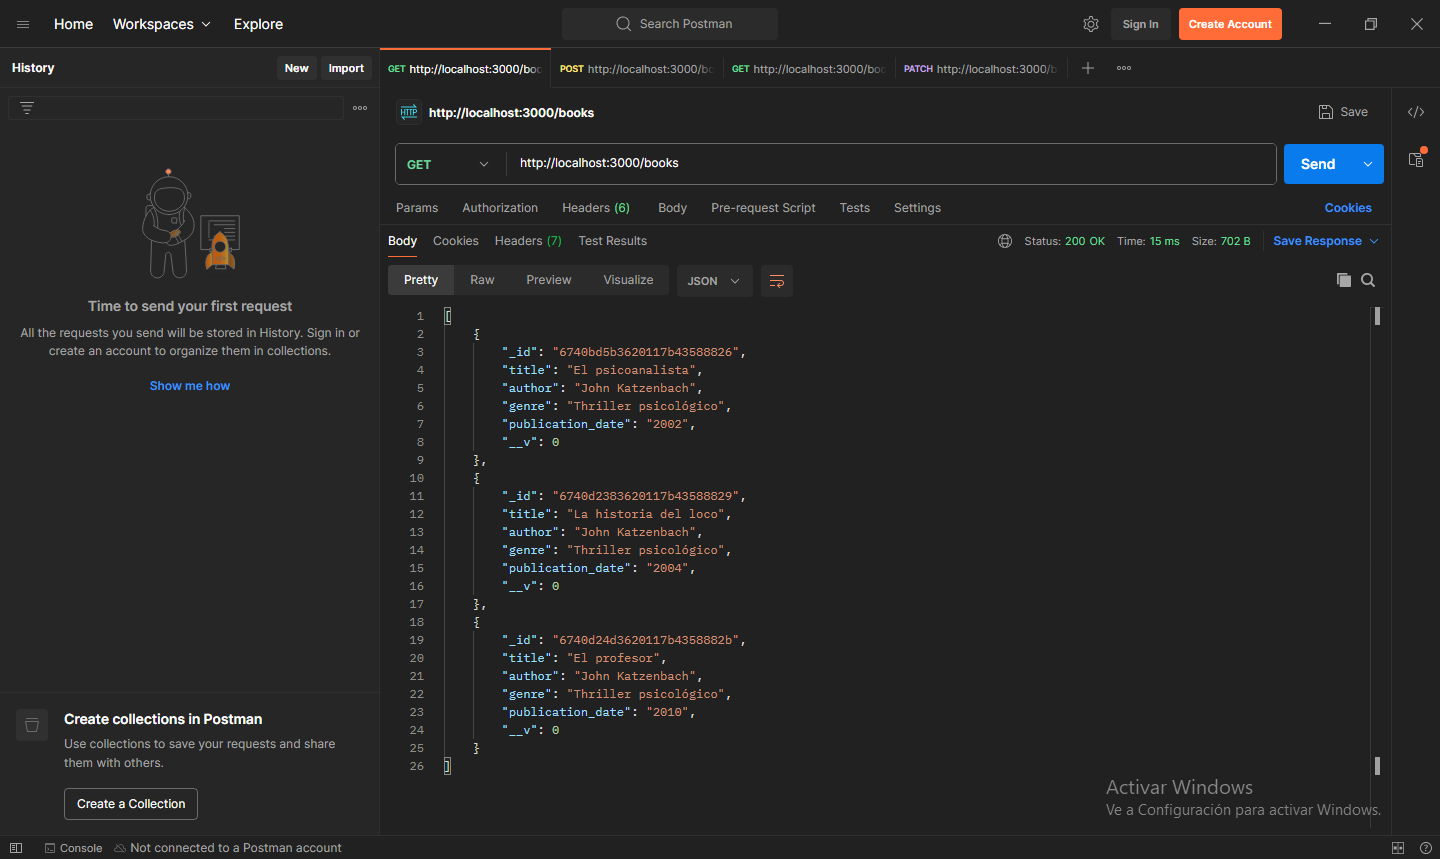 Home Workspaces Explore Search Postman Sign In Create Account
History New Import
GET http://localhost:3000/boo POST http://localhost:3000/bo GET http://localhost:3000/boo PATCH http://localhost:3000/b
HTTP http://localhost:3000/books Save
GET http://localhost:3000/books Send
Params Authorization Headers (6) Body Pre-request Script Tests Settings Cookies
Body Cookies Headers (7) Test Results Status: 200 OK Time: 15 ms Size: 702 B Save Response
Pretty Raw Preview Visualize JSON
Time to send your first request
All the requests you send will be stored in History. Sign in or
create an account to organize them in collections.
Show me how
1 [
2 {
3 "_id": "6740bd5b3620117b43588826",
4 "title": "El psicoanalista",
5 "author": "John Katzenbach",
6 "genre": "Thriller psicológico",
7 "publication_date": "2002",
8 "__v": 0
9 },
10 {
11 "_id": "6740d2383620117b43588829",
12 "title": "La historia del loco",
13 "author": "John Katzenbach",
14 "genre": "Thriller psicológico",
15 "publication_date": "2004",
16 "__v": 0
17 },
18 {
19 "_id": "6740d24d3620117b4358882b",
20 "title": "El profesor",
21 "author": "John Katzenbach",
22 "genre": "Thriller psicológico",
23 "publication_date": "2010",
24 "__v": 0
25 }
26 ]
Create collections in Postman
Use collections to save your requests and share
them with others.
Create a Collection
Activar Windows
Ve a Configuración para activar Windows.
Console Not connected to a Postman account